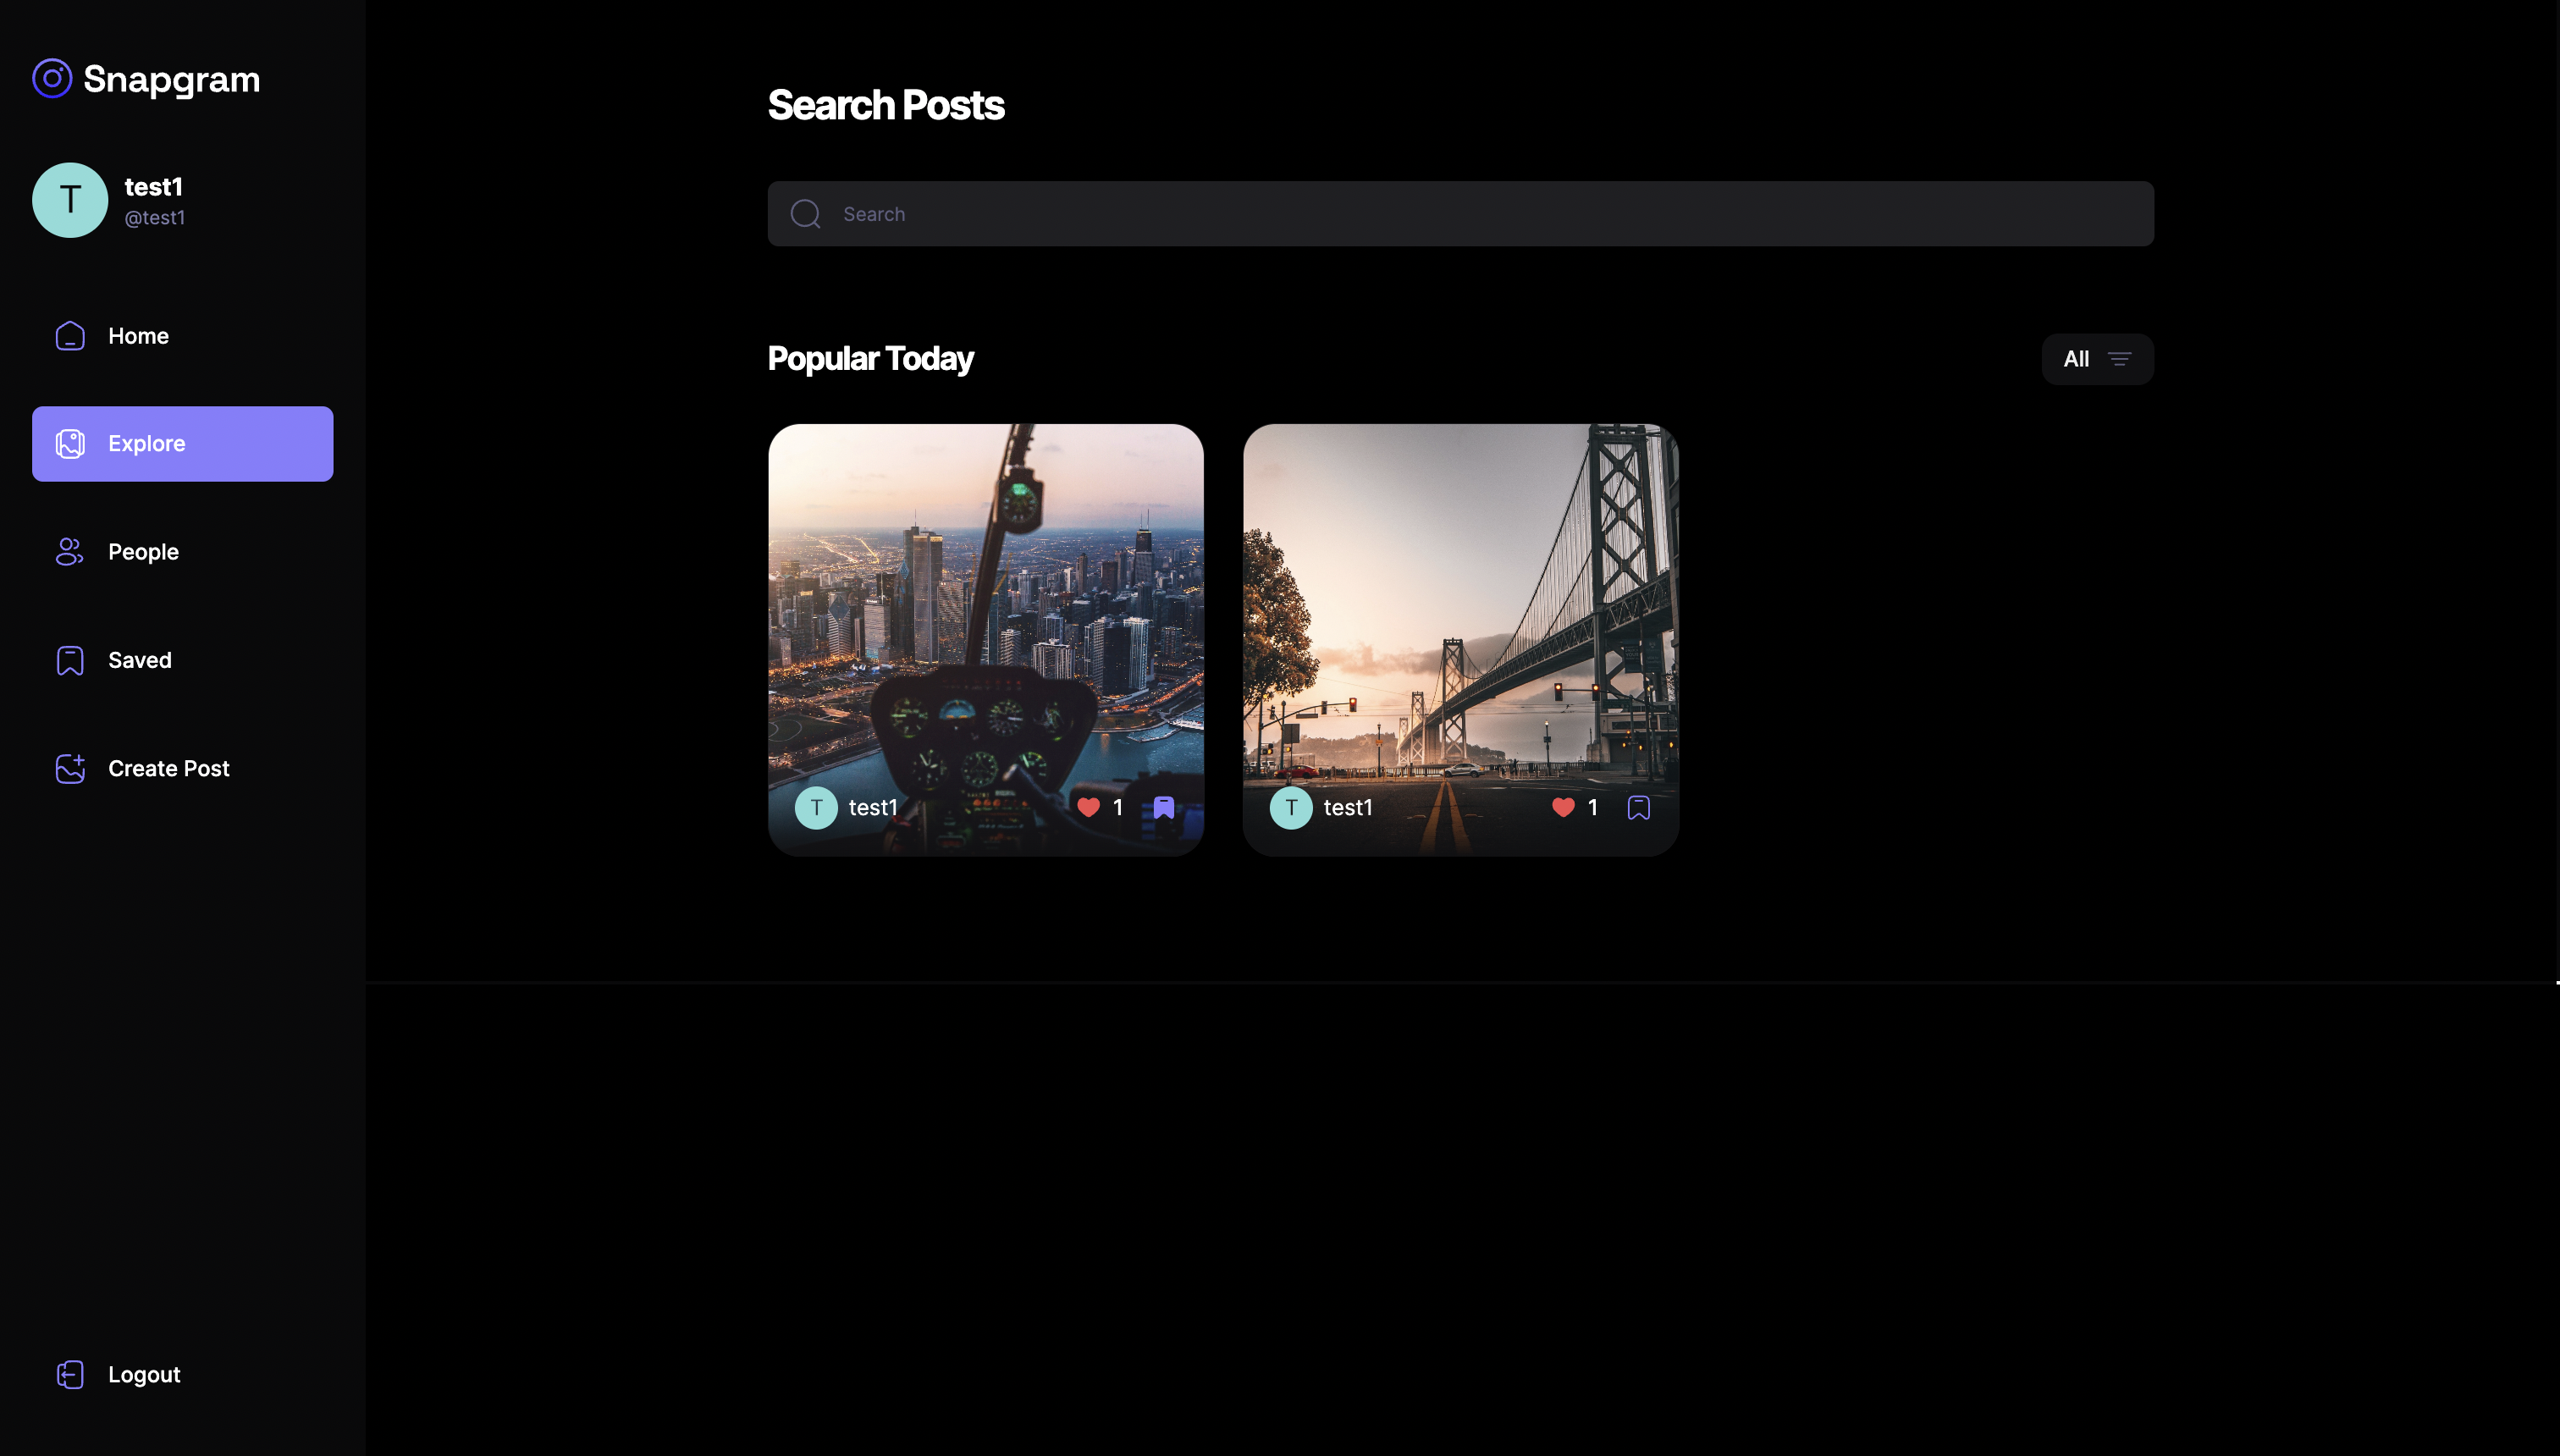 Snapgram
T
test1
@test1
Home
Explore
People
Saved
Create Post
Logout
Search Posts
Search
Popular Today
All
T test1 1
T test1 1